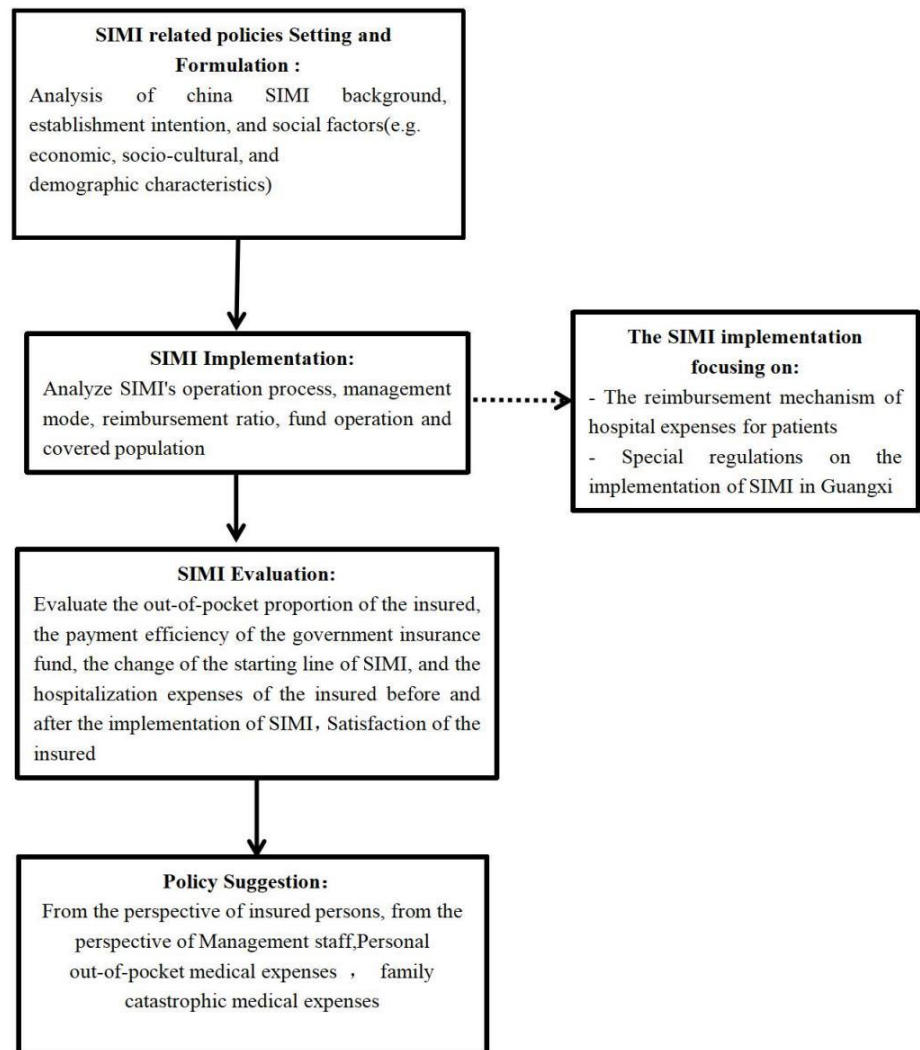 SIMI related policies Setting and
Formulation :
Analysis of china SIMI background,
establishment intention, and social factors(e.g.
economic, socio-cultural, and
demographic characteristics)
SIMI Implementation:
Analyze SIMI's operation process, management
mode, reimbursement ratio, fund operation and
covered population
The SIMI implementation
focusing on:
- The reimbursement mechanism of
hospital expenses for patients
- Special regulations on the
implementation of SIMI in Guangxi
SIMI Evaluation:
Evaluate the out-of-pocket proportion of the insured,
the payment efficiency of the government insurance
fund, the change of the starting line of SIMI, and the
hospitalization expenses of the insured before and
after the implementation of SIMI，Satisfaction of the
insured
Policy Suggestion：
From the perspective of insured persons, from the
perspective of Management staff,Personal
out-of-pocket medical expenses ， family
catastrophic medical expenses